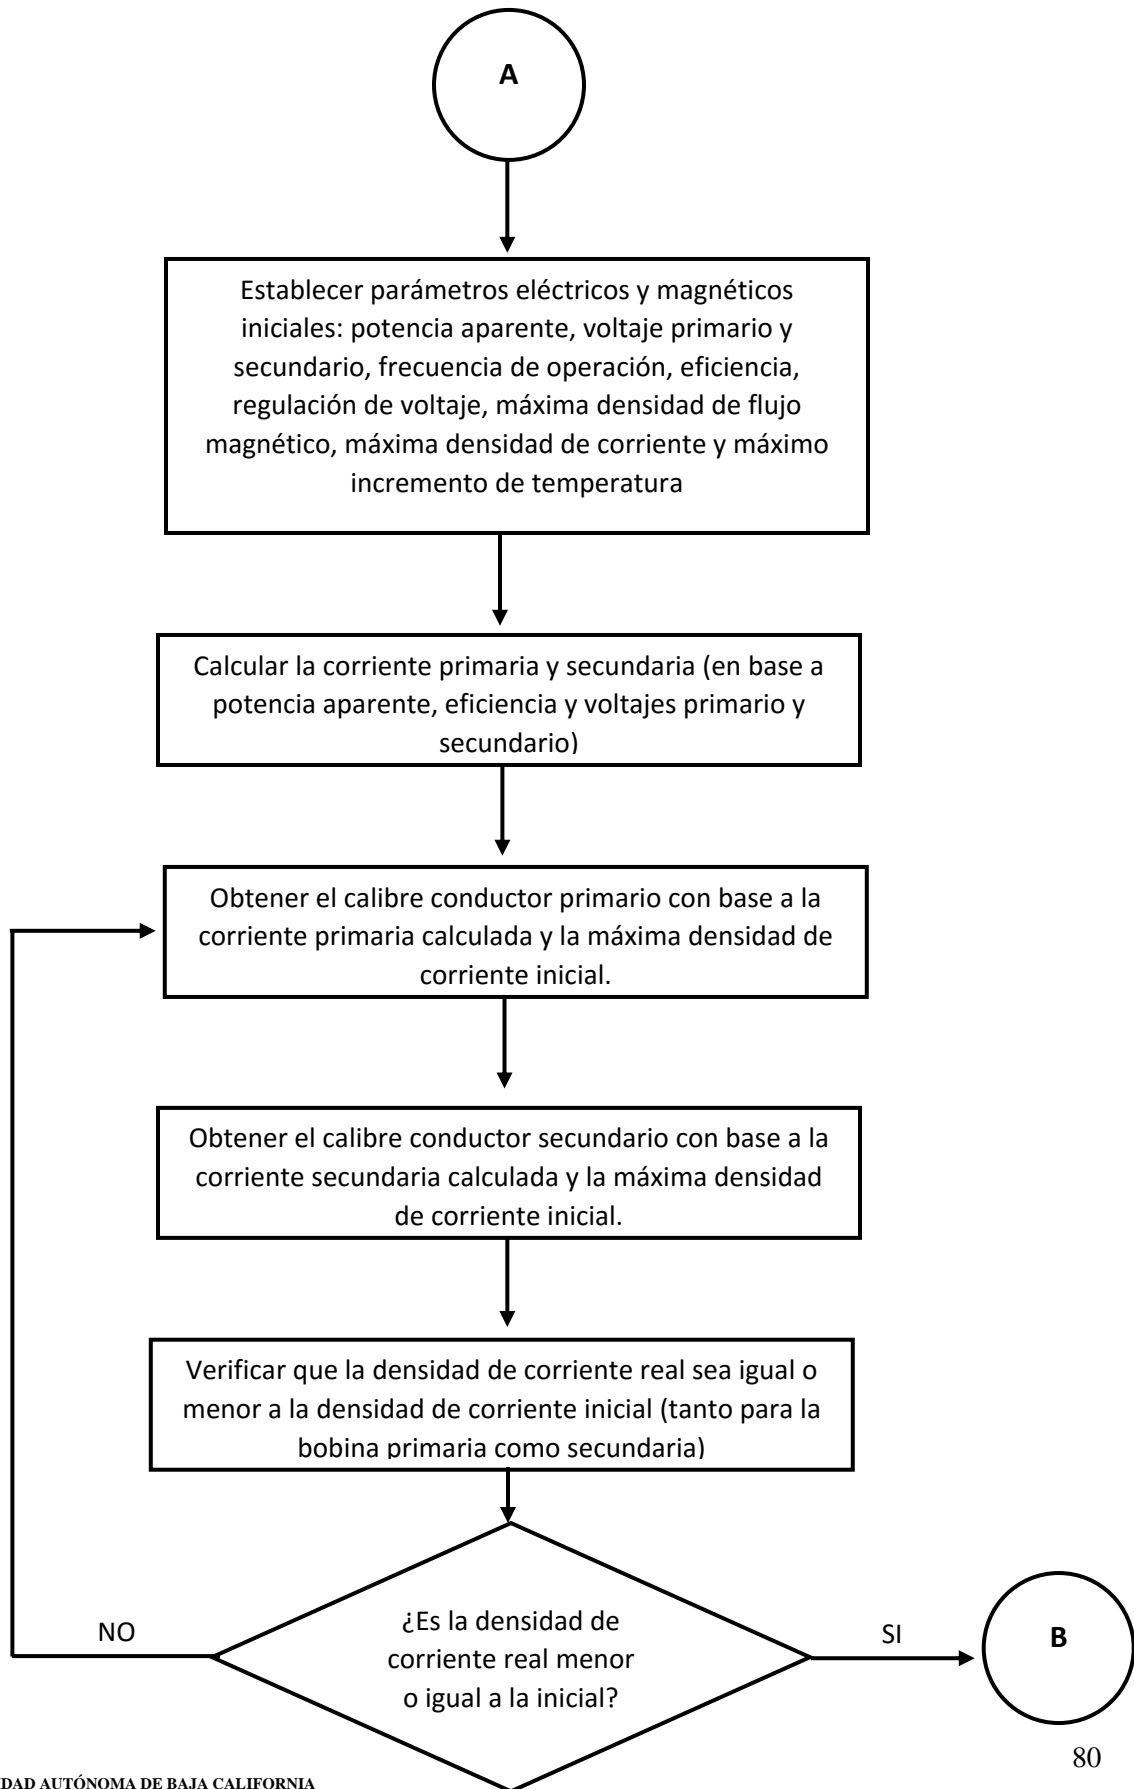 A
Establecer parámetros eléctricos y magnéticos
iniciales: potencia aparente, voltaje primario y
secundario, frecuencia de operación, eficiencia,
regulación de voltaje, máxima densidad de flujo
magnético, máxima densidad de corriente y máximo
incremento de temperatura
Calcular la corriente primaria y secundaria (en base a
potencia aparente, eficiencia y voltajes primario y
secundario)
Obtener el calibre conductor primario con base a la
corriente primaria calculada y la máxima densidad de
corriente inicial.
Obtener el calibre conductor secundario con base a la
corriente secundaria calculada y la máxima densidad
de corriente inicial.
Verificar que la densidad de corriente real sea igual o
menor a la densidad de corriente inicial (tanto para la
bobina primaria como secundaria)
NO
¿Es la densidad de
corriente real menor
o igual a la inicial?
SI
B
80
DAD AUTÓNOMA DE BAJA CALIFORNIA